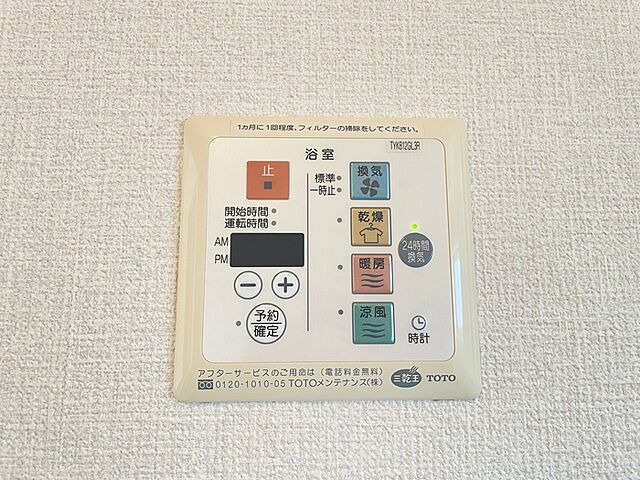 1ヵ月に1回程度、フィルターの掃除をしてください。
TYK812GL3R
浴室
止
換気
標準
一時止
開始時間
運転時間
乾燥
AM
PM
24時間
換気
暖房
予約
確定
涼風
時計
アフターサービスのご用命は(電話料金無料)
0120-1010-05 TOTOメンテナンス(株)
三乾王 TOTO